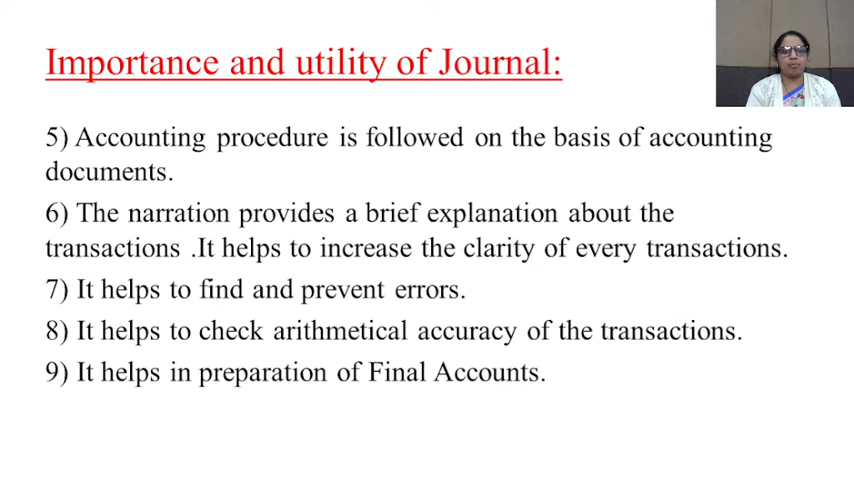 Importance and utility of Journal:
5) Accounting procedure is followed on the basis of accounting
documents.
6) The narration provides a brief explanation about the
transactions .It helps to increase the clarity of every transactions.
7) It helps to find and prevent errors.
8) It helps to check arithmetical accuracy of the transactions.
9) It helps in preparation of Final Accounts.